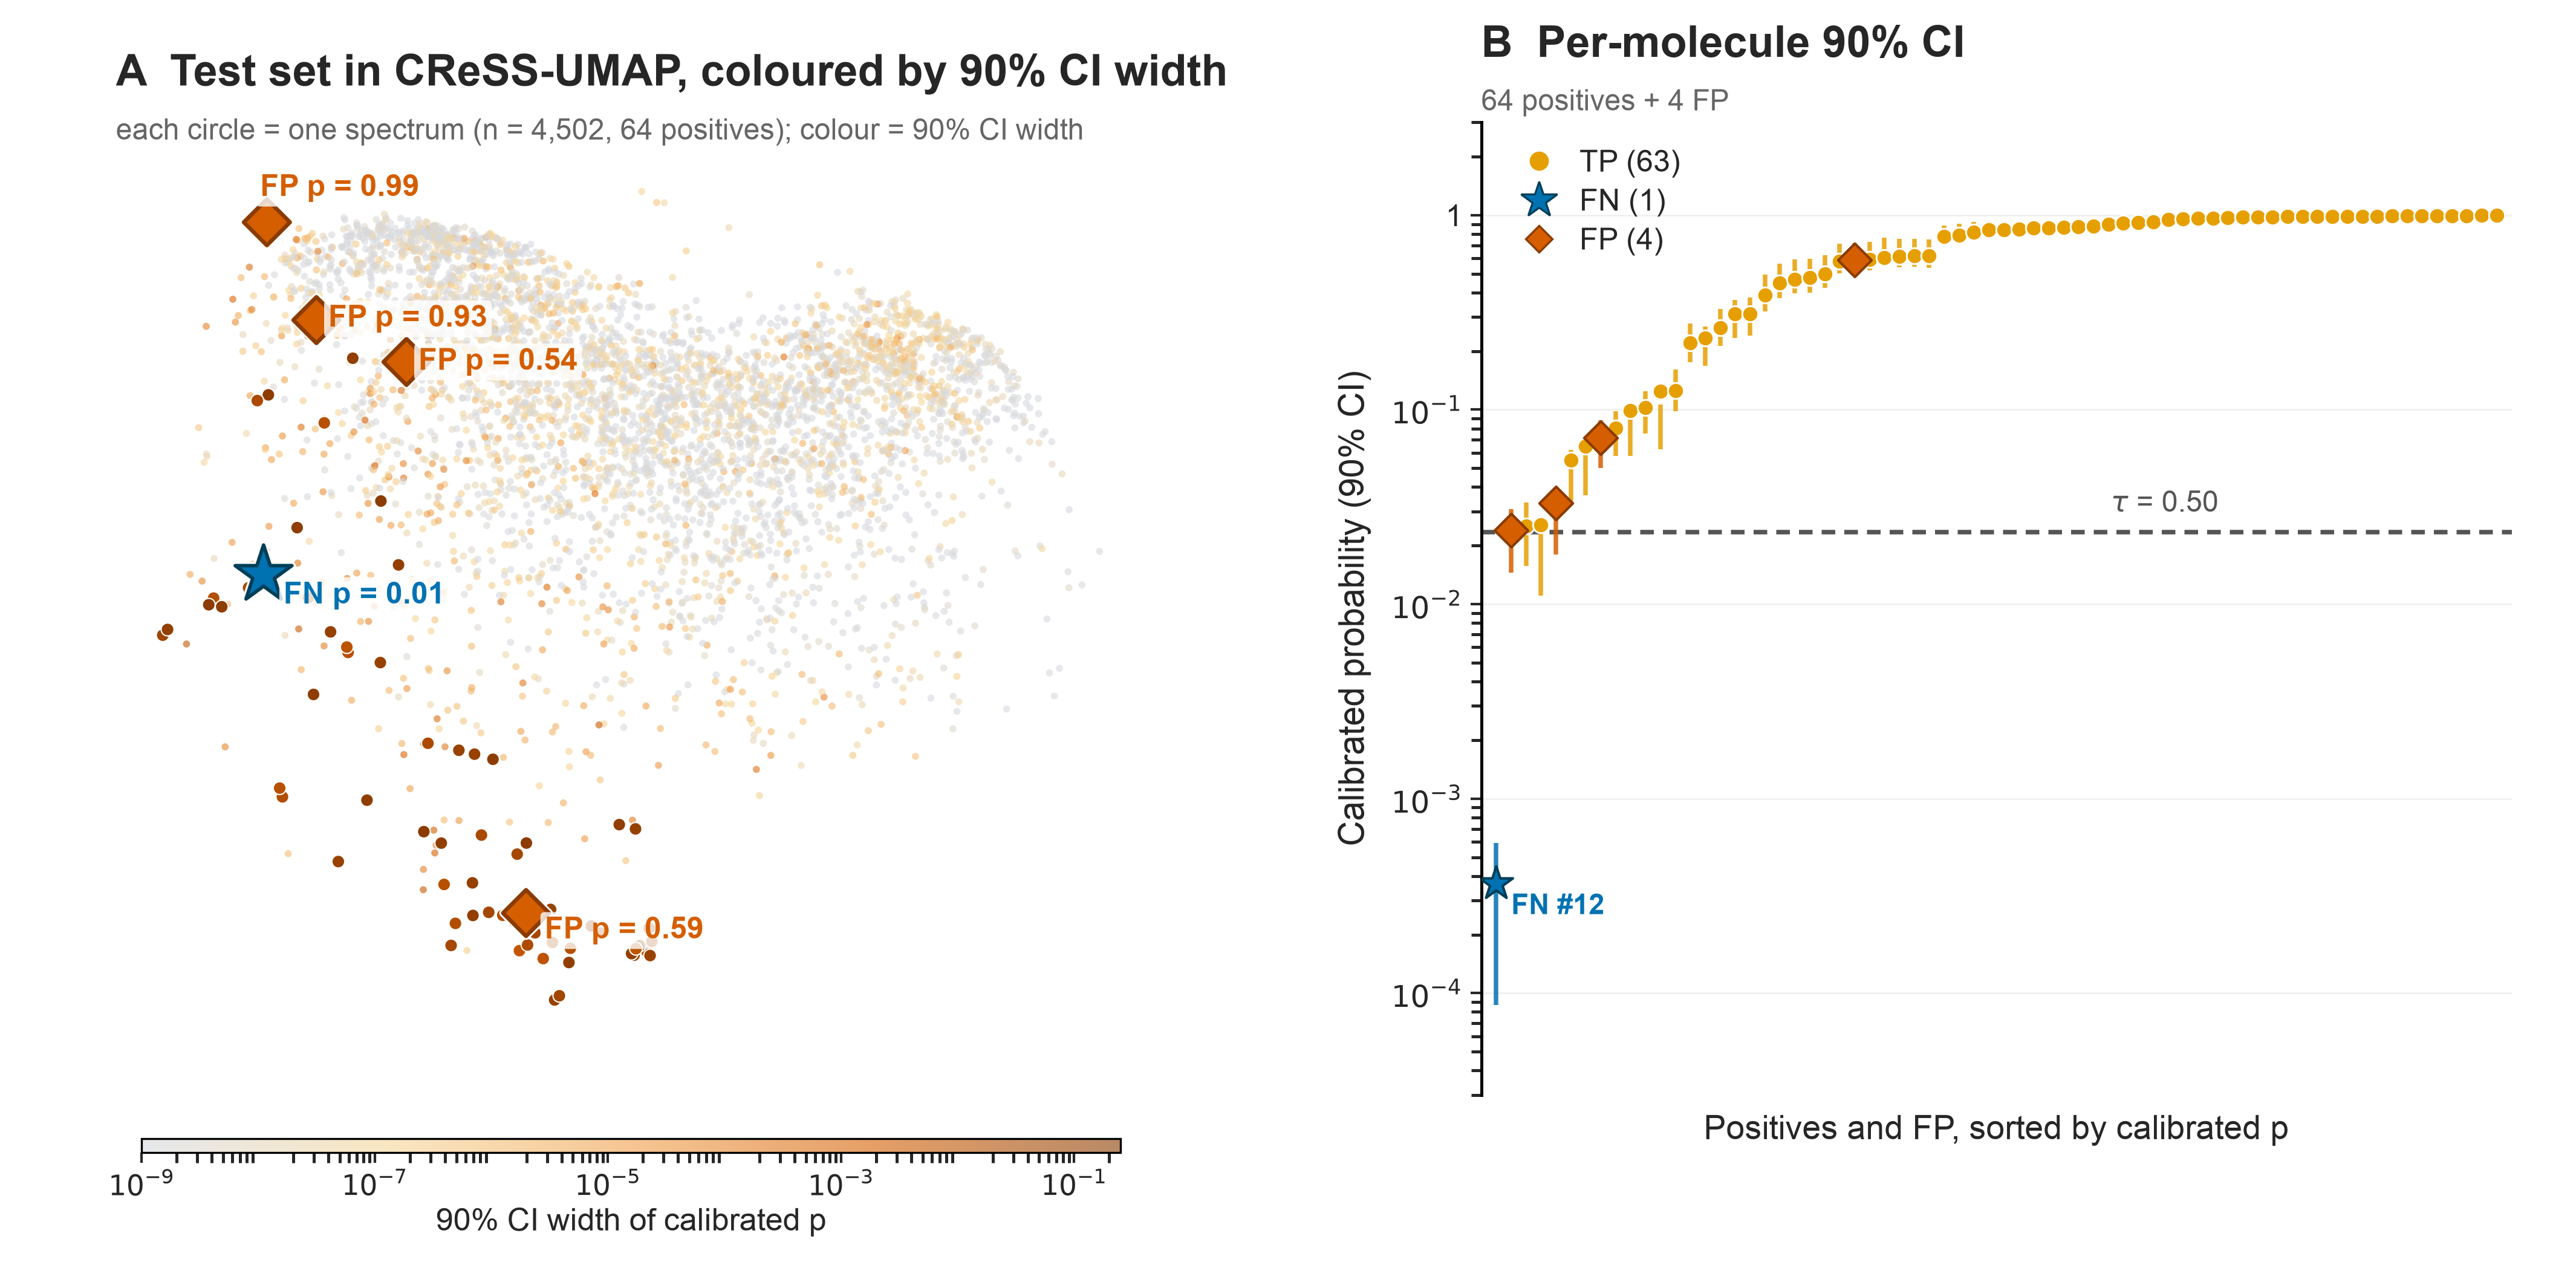 A Test set in CReSS-UMAP, coloured by 90% CI width
each circle = one spectrum (n = 4,502, 64 positives); colour = 90% CI width
FP p = 0.99
FP p = 0.93
FP p = 0.54
FN p = 0.01
FP p = 0.59
10⁻⁹ 10⁻⁷ 10⁻⁵ 10⁻³ 10⁻¹
90% CI width of calibrated p
B Per-molecule 90% CI
64 positives + 4 FP
TP (63)
FN (1)
FP (4)
1
10⁻¹
10⁻²
10⁻³
10⁻⁴
Calibrated probability (90% CI)
τ = 0.50
FN #12
Positives and FP, sorted by calibrated p